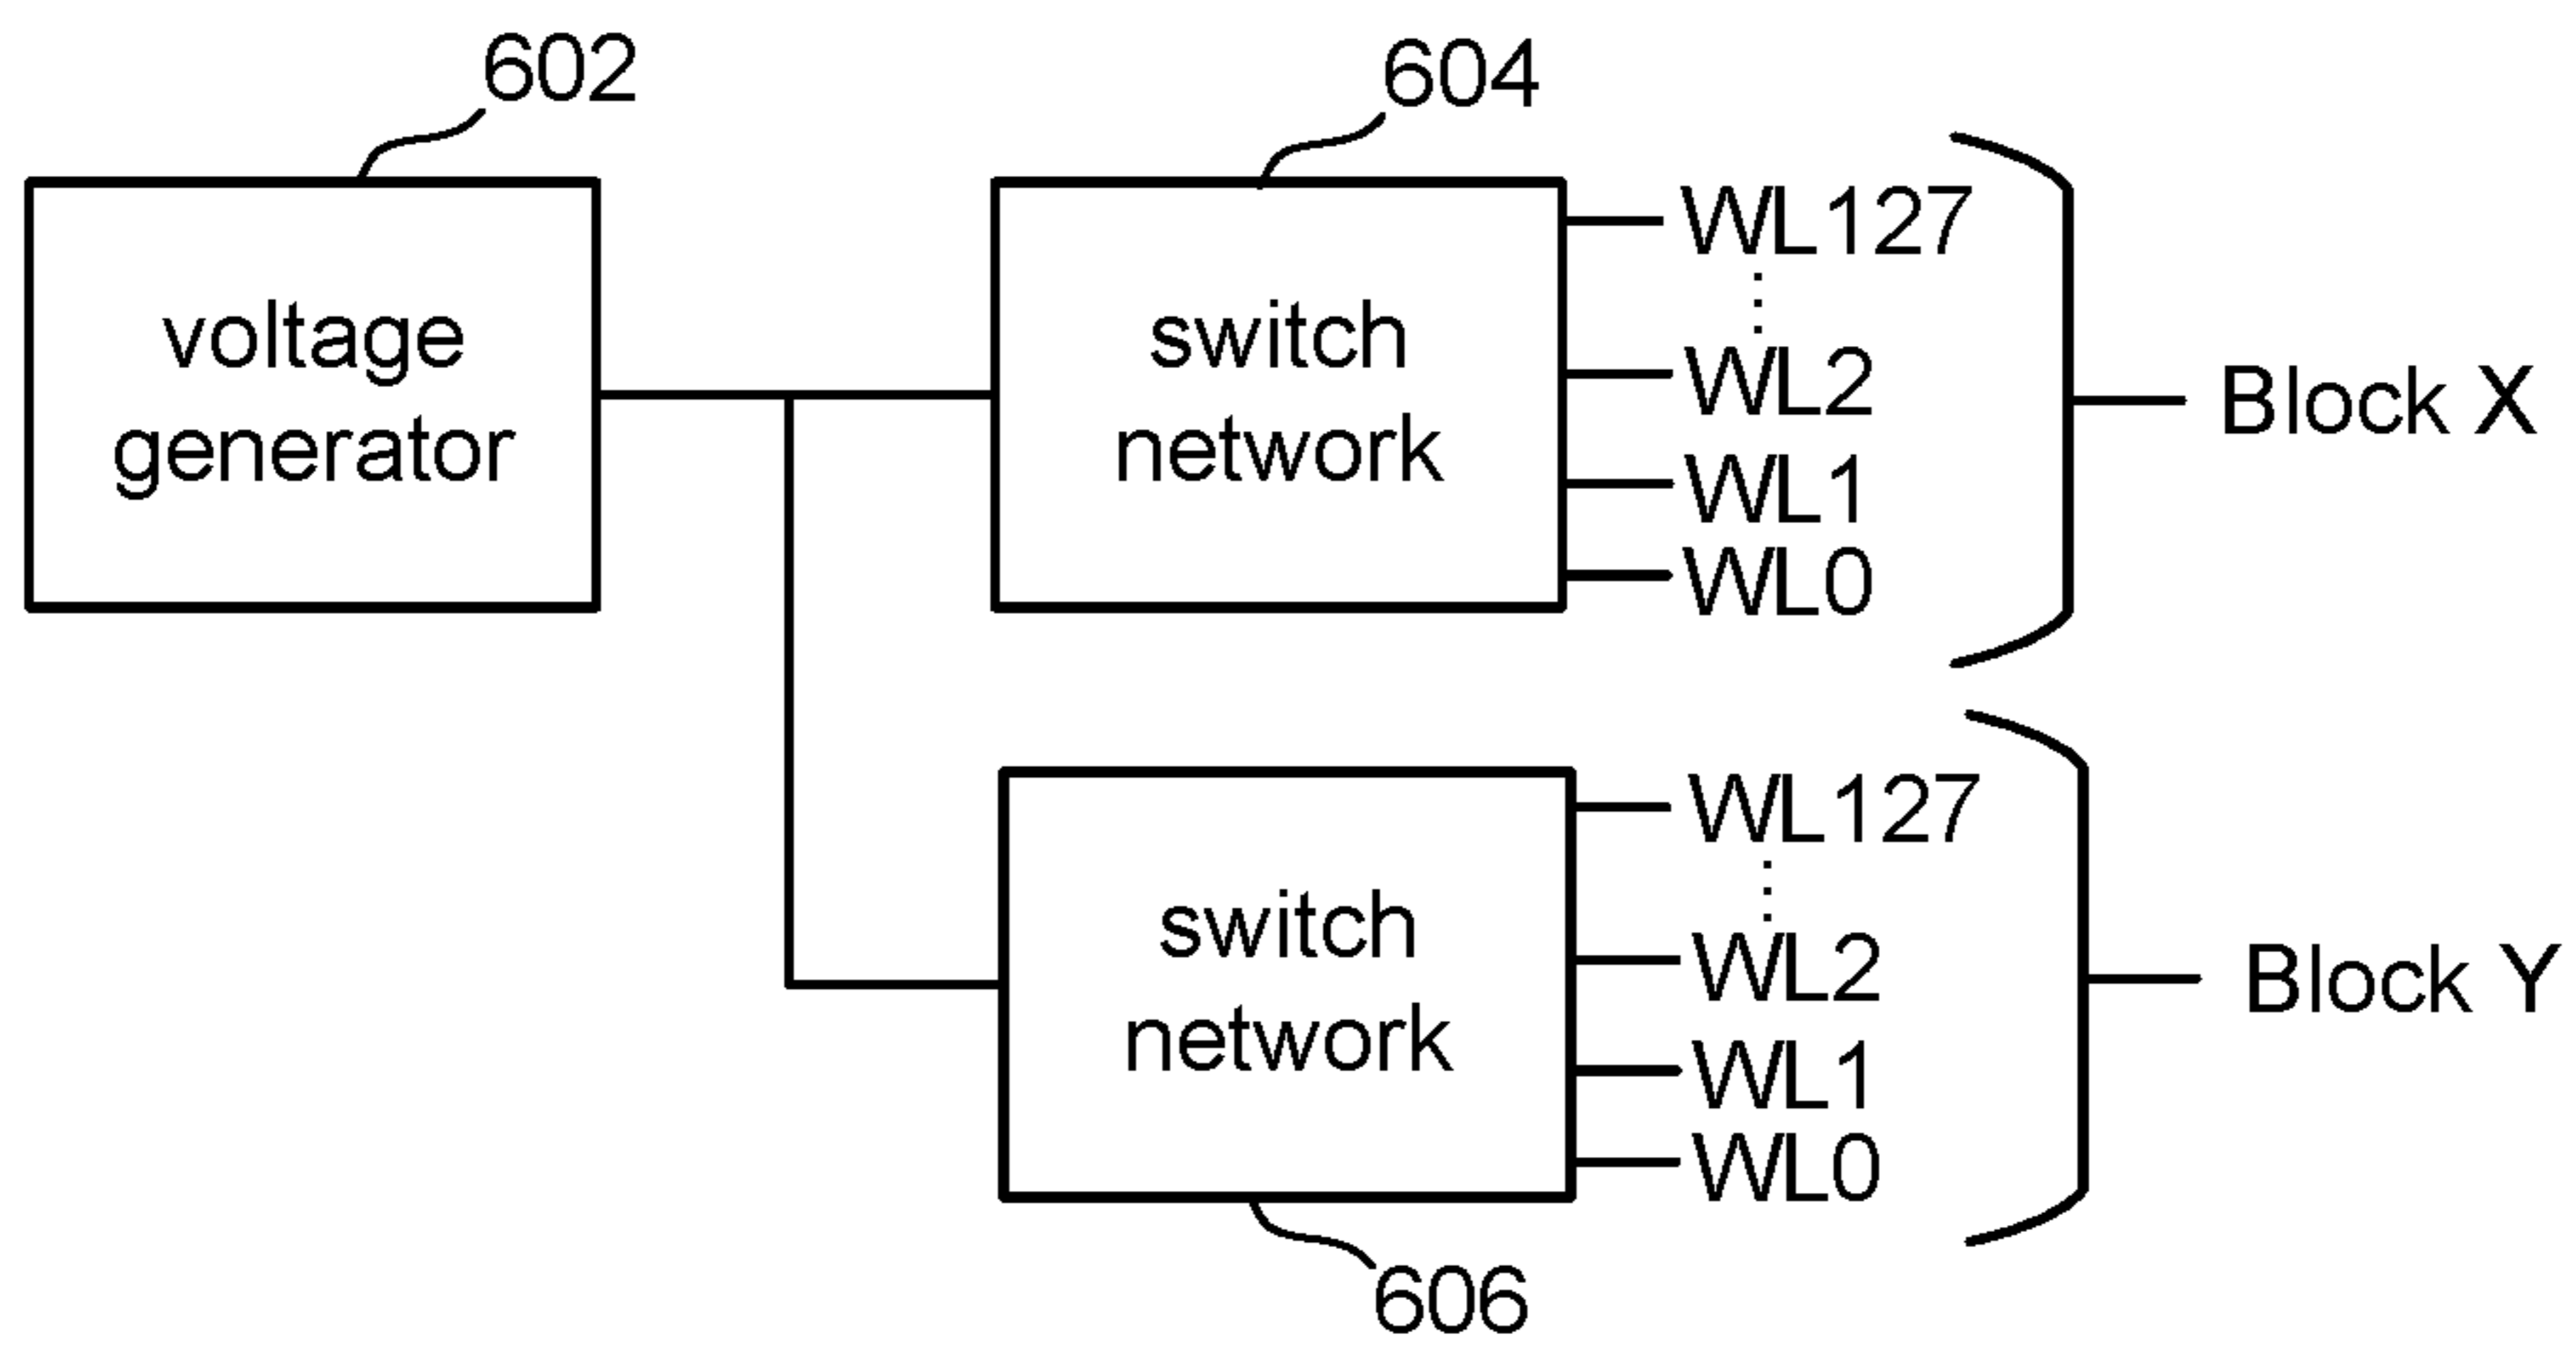 602
604
voltage
generator
switch
network
WL127
WL2
WL1
WL0
Block X
switch
network
WL127
WL2
WL1
WL0
Block Y
606